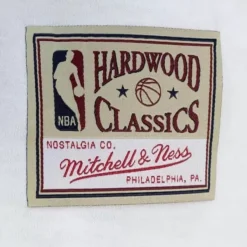 HARDWOOD
NBA
CLASSICS
NOSTALGIA CO.
Mitchell & Ness
PHILADELPHIA, PA.